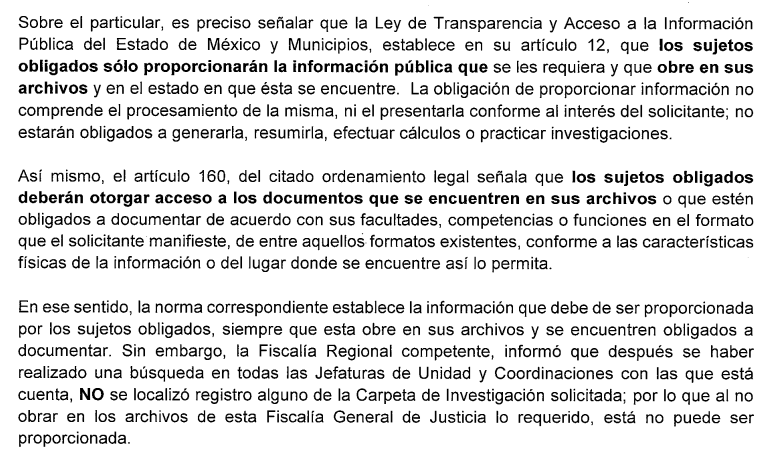 Sobre el particular, es preciso señalar que la Ley de Transparencia y Acceso a la Información
Pública del Estado de México y Municipios, establece en su artículo 12, que los sujetos
obligados sólo proporcionarán la información pública que se les requiera y que obre en sus
archivos y en el estado en que ésta se encuentre. La obligación de proporcionar información no
comprende el procesamiento de la misma, ni el presentarla conforme al interés del solicitante; no
estarán obligados a generarla, resumirla, efectuar cálculos o practicar investigaciones.
Así mismo, el artículo 160, del citado ordenamiento legal señala que los sujetos obligados
deberán otorgar acceso a los documentos que se encuentren en sus archivos o que estén
obligados a documentar de acuerdo con sus facultades, competencias o funciones en el formato
que el solicitante manifieste, de entre aquellos formatos existentes, conforme a las características
físicas de la información o del lugar donde se encuentre así lo permita.
En ese sentido, la norma correspondiente establece la información que debe de ser proporcionada
por los sujetos obligados, siempre que esta obre en sus archivos y se encuentren obligados a
documentar. Sin embargo, la Fiscalía Regional competente, informó que después se haber
realizado una búsqueda en todas las Jefaturas de Unidad y Coordinaciones con las que está
cuenta, NO se localizó registro alguno de la Carpeta de Investigación solicitada; por lo que al no
obrar en los archivos de esta Fiscalía General de Justicia lo requerido, está no puede ser
proporcionada.